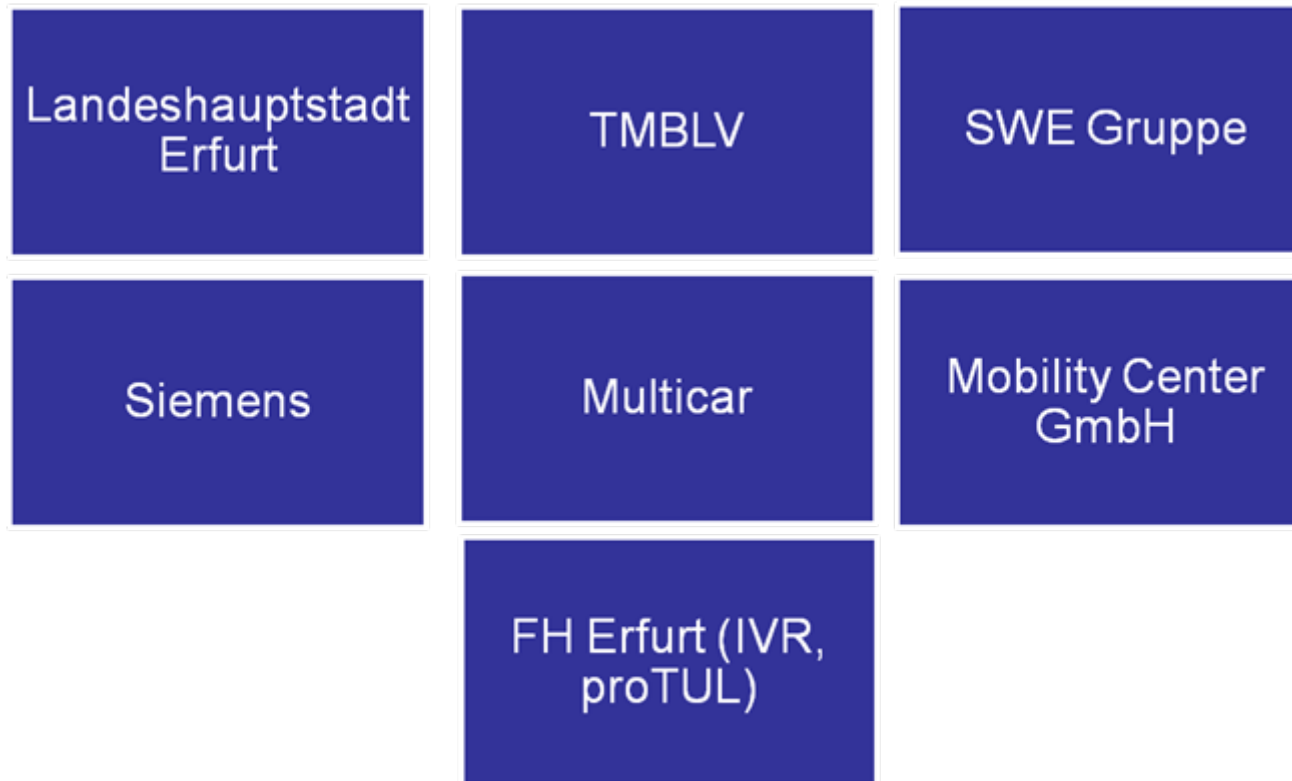 Landeshauptstadt
Erfurt
TMBLV
SWE Gruppe
Siemens
Multicar
Mobility Center
GmbH
FH Erfurt (IVR,
proTUL)